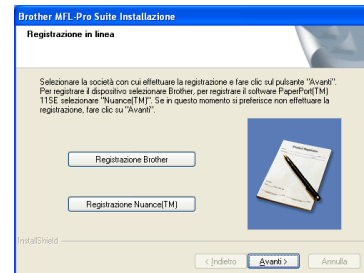 Brother MFL-Pro Suite Installazione
Registrazione in linea
Selezionare la società con cui effettuare la registrazione e fare clic sul pulsante "Avanti".
Per registrare il dispositivo selezionare Brother, per registrare il software PaperPort(TM)
11SE selezionare "Nuance(TM)". Se in questo momento si preferisce non effettuare la
registrazione, fare clic su "Avanti".
Registrazione Brother
Registrazione Nuance(TM)
InstallShield
< Indietro
Avanti >
Annulla